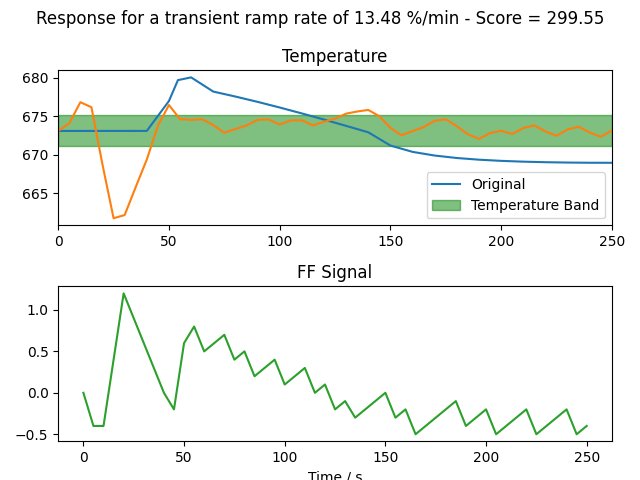 Response for a transient ramp rate of 13.48 %/min - Score = 299.55
Temperature
680
675
670
665
Original
Temperature Band
0 50 100 150 200 250
FF Signal
1.0
0.5
0.0
−0.5
0 50 100 150 200 250
Time / s